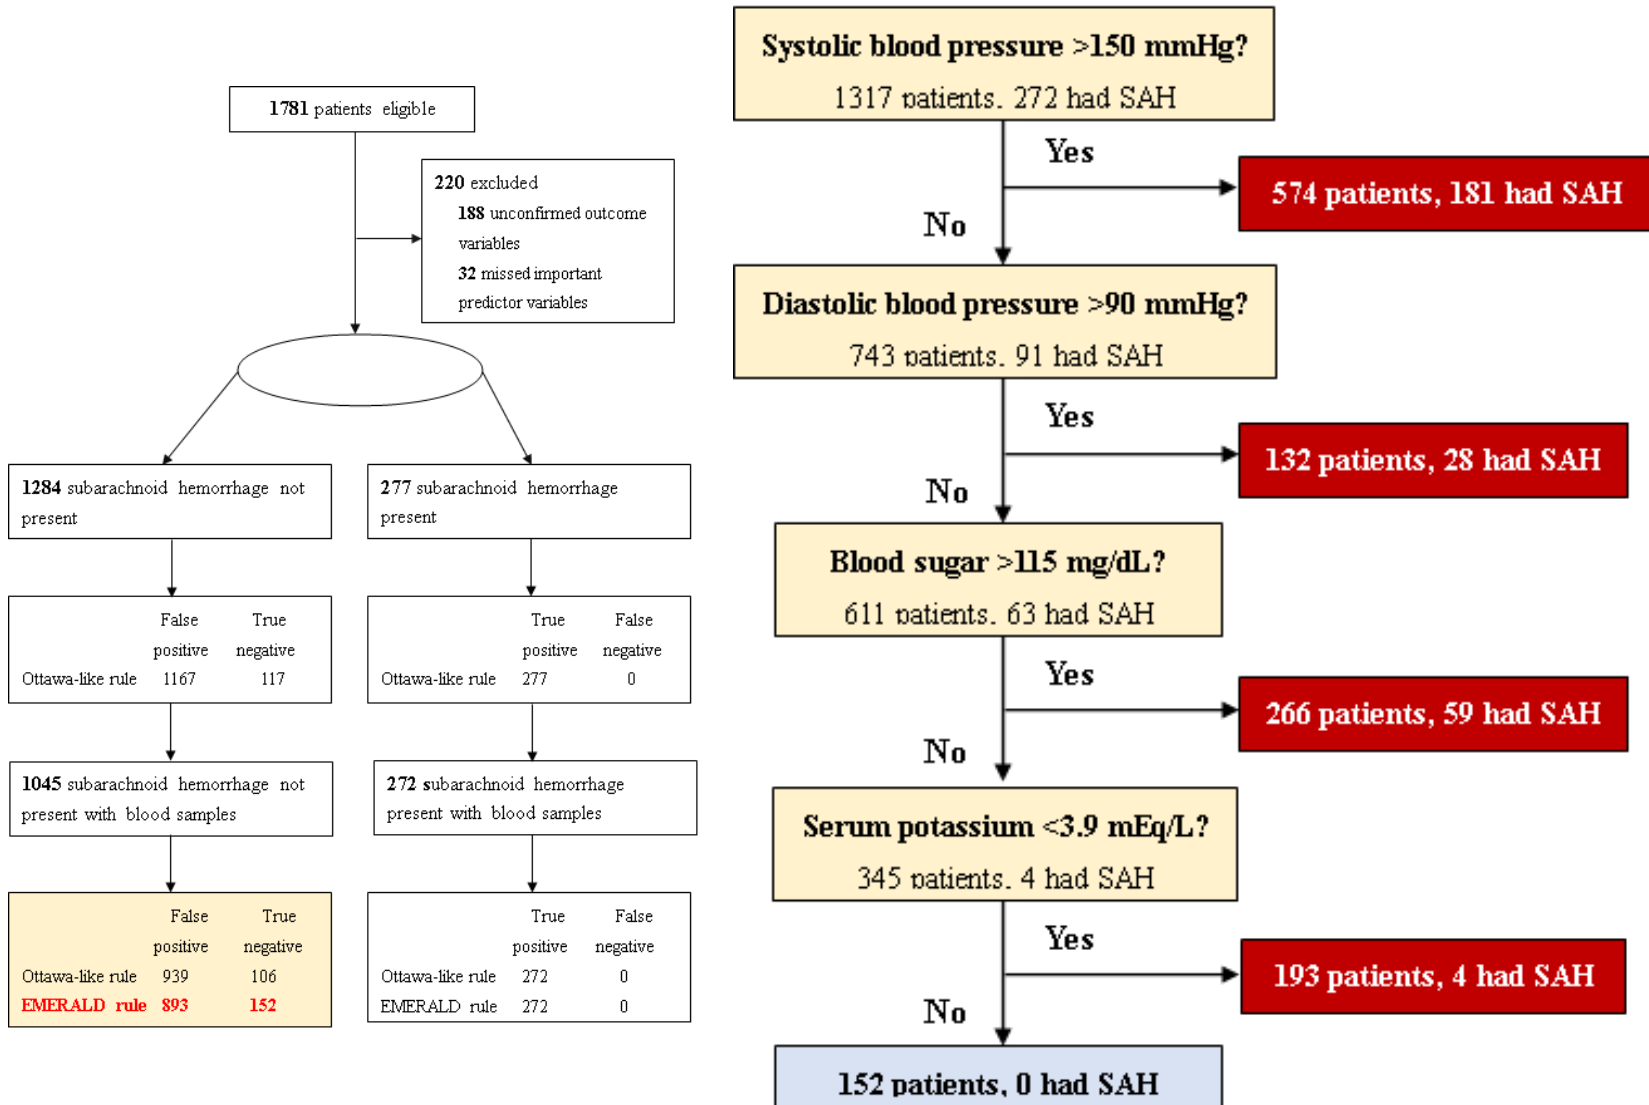 1781 patients eligible
220 excluded
188 unconfirmed outcome
variables
32 missed important
predictor variables
1284 subarachnoid hemorrhage not
present
277 subarachnoid hemorrhage
present
False True
positive negative
Ottawa-like rule 1167 117
True False
positive negative
Ottawa-like rule 277 0
1045 subarachnoid hemorrhage not
present with blood samples
272 subarachnoid hemorrhage
present with blood samples
False True
positive negative
Ottawa-like rule 939 106
EMERALD rule 893 152
True False
positive negative
Ottawa-like rule 272 0
EMERALD rule 272 0
Systolic blood pressure >150 mmHg?
1317 patients. 272 had SAH
Yes
574 patients, 181 had SAH
No
Diastolic blood pressure >90 mmHg?
743 patients. 91 had SAH
Yes
132 patients, 28 had SAH
No
Blood sugar >115 mg/dL?
611 patients. 63 had SAH
Yes
266 patients, 59 had SAH
No
Serum potassium <3.9 mEq/L?
345 patients. 4 had SAH
Yes
193 patients, 4 had SAH
No
152 patients, 0 had SAH